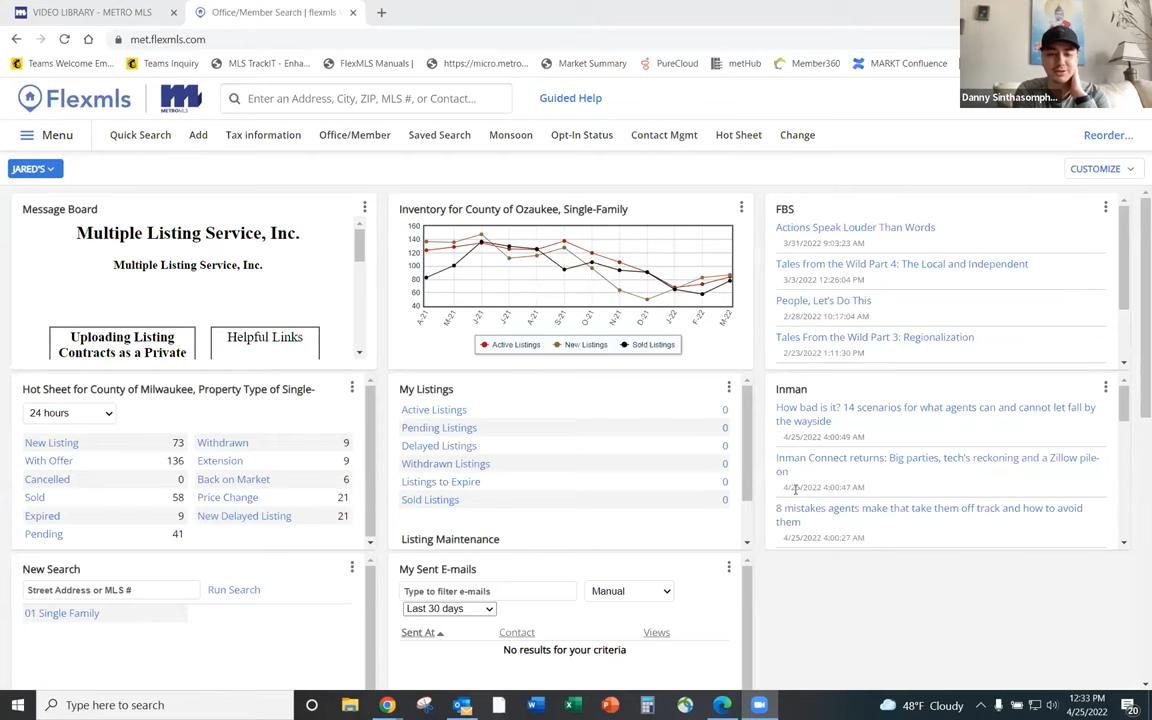 VIDEO LIBRARY - METRO MLS
Office/Member Search | flexmls
met.flexmls.com
Teams Welcome Em...
Teams Inquiry
MLS TrackIT - Enha...
FlexMLS Manuals |
https://micro.metro...
Market Summary
PureCloud
metHub
Member360
MARKT Conference
Danny Sinthasomph...
Flexmls
METROMLS
Enter an Address, City, ZIP, MLS #, or Contact...
Guided Help
Menu
Quick Search
Add
Tax information
Office/Member
Saved Search
Monsoon
Opt-In Status
Contact Mgmt
Hot Sheet
Change
Reorder...
JARED'S
CUSTOMIZE
Message Board
Multiple Listing Service, Inc.
Multiple Listing Service, Inc.
Uploading Listing
Contracts as a Private
Helpful Links
Inventory for County of Ozaukee, Single-Family
160
140
120
100
80
60
40
A-21
M-21
J-21
J-21
A-21
S-21
O-21
N-21
D-21
J-22
F-22
M-22
Active Listings
New Listings
Sold Listings
FBS
Actions Speak Louder Than Words
3/31/2022 9:03:23 AM
Tales from the Wild Part 4: The Local and Independent
3/3/2022 12:26:04 PM
People, Let's Do This
2/28/2022 10:17:04 AM
Tales From the Wild Part 3: Regionalization
2/23/2022 1:11:30 PM
Hot Sheet for County of Milwaukee, Property Type of Single-
24 hours
New Listing 73
With Offer 136
Cancelled 0
Sold 58
Expired 9
Pending 41
Withdrawn 9
Extension 9
Back on Market 6
Price Change 21
New Delayed Listing 21
My Listings
Active Listings 0
Pending Listings 0
Delayed Listings 0
Withdrawn Listings 0
Listings to Expire 0
Sold Listings 0
Listing Maintenance
Inman
How bad is it? 14 scenarios for what agents can and cannot let fall by
the wayside
4/25/2022 4:00:49 AM
Inman Connect returns: Big parties, tech's reckoning and a Zillow pile-
on
4/25/2022 4:00:47 AM
8 mistakes agents make that take them off track and how to avoid
them
4/25/2022 4:00:27 AM
New Search
Street Address or MLS #
Run Search
01 Single Family
My Sent E-mails
Type to filter e-mails
Manual
Last 30 days
Sent At
Contact
Views
No results for your criteria
Type here to search
48°F Cloudy
12:33 PM
4/25/2022
20